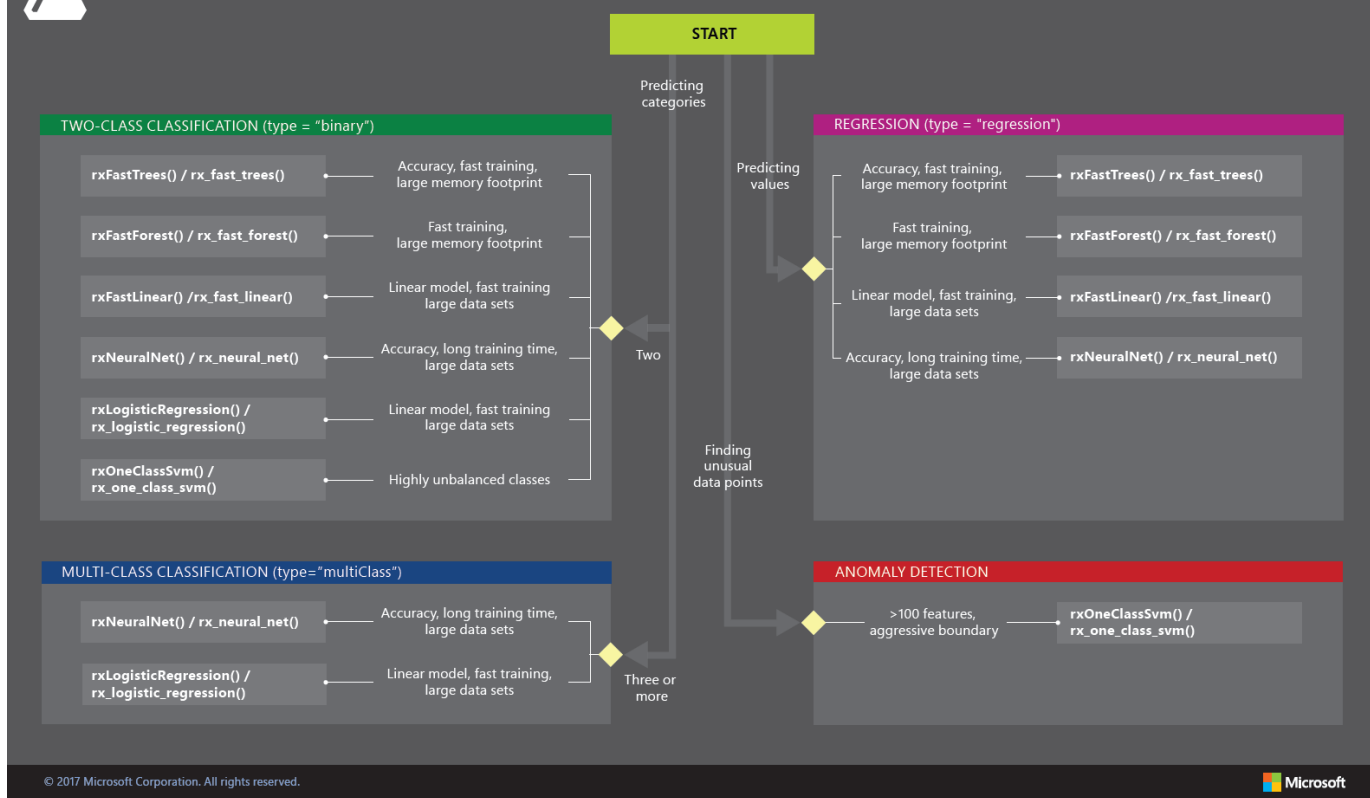 START
Predicting
categories
TWO-CLASS CLASSIFICATION (type = “binary”)
rxFastTrees() / rx_fast_trees()
Accuracy, fast training,
large memory footprint
rxFastForest() / rx_fast_forest()
Fast training,
large memory footprint
rxFastLinear() /rx_fast_linear()
Linear model, fast training
large data sets
rxNeuralNet() / rx_neural_net()
Accuracy, long training time,
large data sets
rxLogisticRegression() /
rx_logistic_regression()
Linear model, fast training
large data sets
rxOneClassSvm() /
rx_one_class_svm()
Highly unbalanced classes
Two
REGRESSION (type = "regression")
Predicting
values
Accuracy, fast training,
large memory footprint
rxFastTrees() / rx_fast_trees()
Fast training,
large memory footprint
rxFastForest() / rx_fast_forest()
Linear model, fast training,
large data sets
rxFastLinear() /rx_fast_linear()
Accuracy, long training time,
large data sets
rxNeuralNet() / rx_neural_net()
Finding
unusual
data points
MULTI-CLASS CLASSIFICATION (type=“multiClass”)
rxNeuralNet() / rx_neural_net()
Accuracy, long training time,
large data sets
rxLogisticRegression() /
rx_logistic_regression()
Linear model, fast training,
large data sets
Three or
more
ANOMALY DETECTION
>100 features,
aggressive boundary
rxOneClassSvm() /
rx_one_class_svm()
© 2017 Microsoft Corporation. All rights reserved.
Microsoft